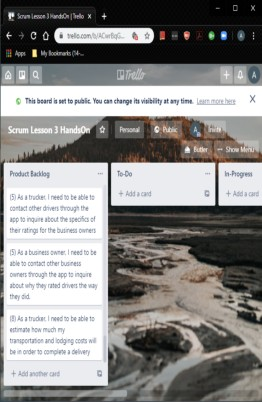 Scrum Lesson 3 HandsOn | Trello
trello.com/b/ACwrBqG...
Apps
My Bookmarks (14-...
Trello
A
This board is set to public. You can change its visibility at any time. Learn more here
X
Scrum Lesson 3 HandsOn
Personal
Public
A
Invite
Butler
... Show Menu
Product Backlog
...
To-Do
...
In-Progress
(5) As a trucker, I need to be able to
contact other drivers through the
app to inquire about the specifics of
their ratings for the business owners
(5) As a business owner, I need to be
able to contact other business
owners through the app to inquire
about why they rated drivers the way
they did.
(8) As a trucker, I need to be able to
estimate how much my
transportation and lodging costs will
be in order to complete a delivery
+ Add another card
+ Add a card
+ Add a card